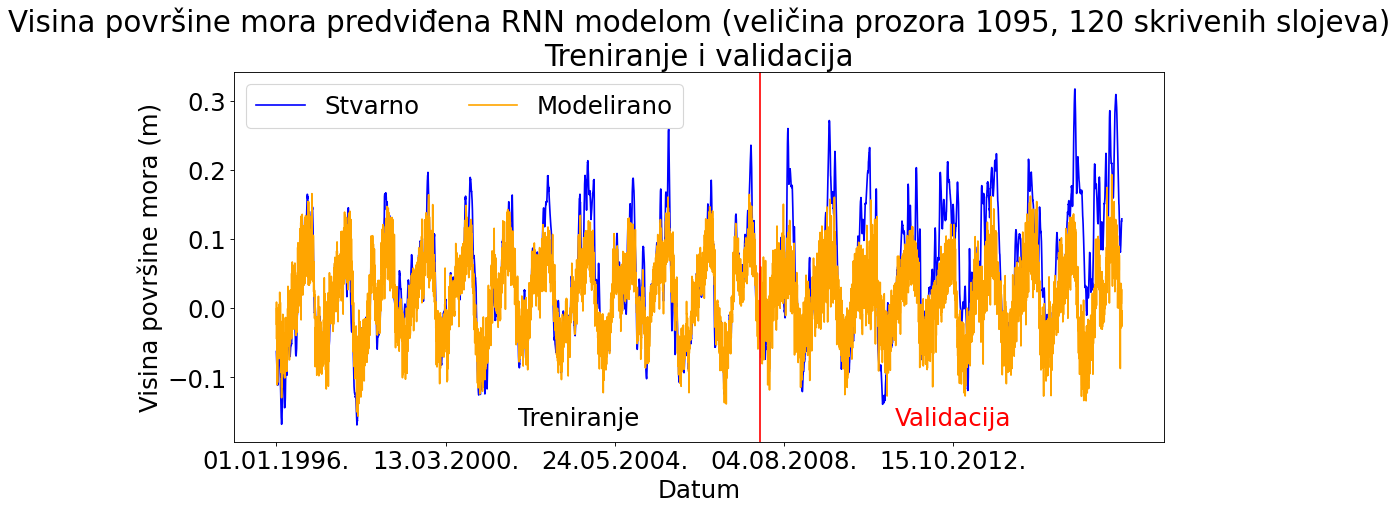 Visina površine mora predviđena RNN modelom (veličina prozora 1095, 120 skrivenih slojeva)
Treniranje i validacija
Stvarno
Modelirano
Visina površine mora (m)
0.3
0.2
0.1
0.0
−0.1
Treniranje
Validacija
01.01.1996.
13.03.2000.
24.05.2004.
04.08.2008.
15.10.2012.
Datum